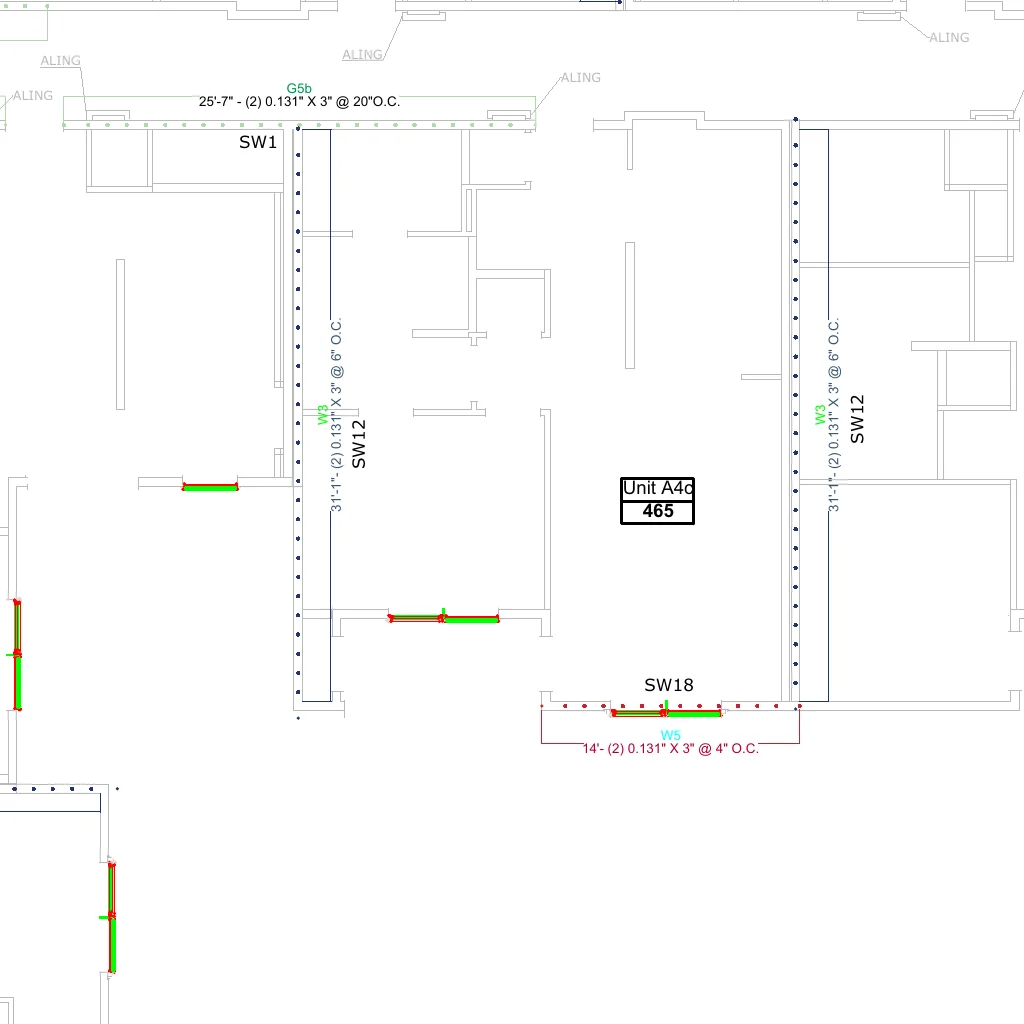 ALING
ALING
ALING
ALING
ALING
G5b
25'-7" - (2) 0.131" X 3" @ 20"O.C.
SW1
W3
31'-1"- (2) 0.131" X 3" @ 6" O.C.
SW12
W3
31'-1"- (2) 0.131" X 3" @ 6" O.C.
SW12
Unit A4c
465
SW18
W5
14'- (2) 0.131" X 3" @ 4" O.C.